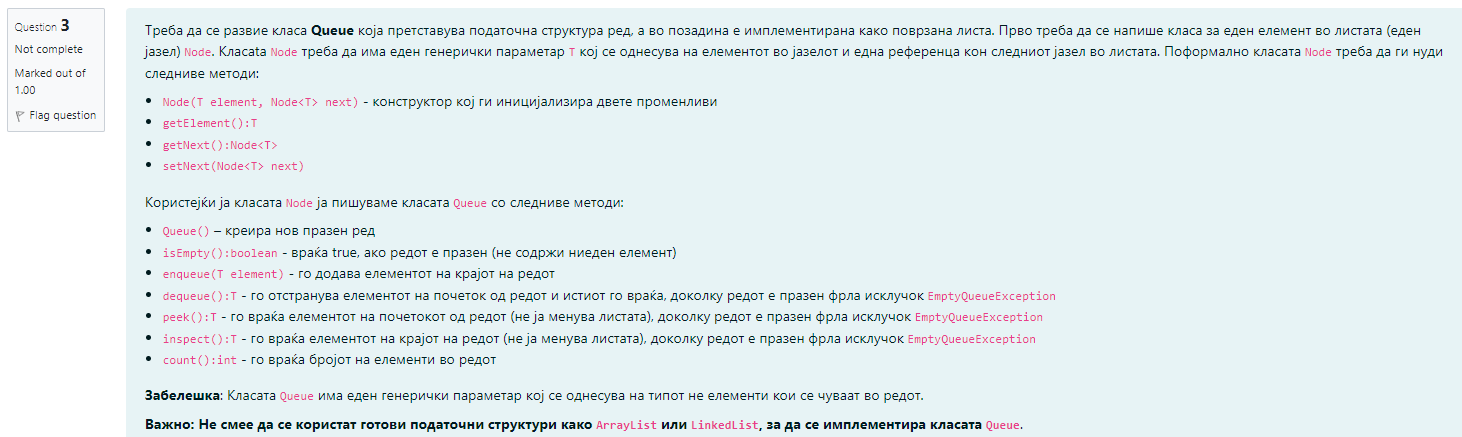 Question 3
Not complete
Marked out of
1.00
Flag question
Треба да се развие класа Queue која претставува податочна структура ред, а во позадина е имплементирана како поврзана листа. Прво треба да се напише класа за еден елемент во листата (еден
јазел) Node. Класата Node треба да има еден генерички параметар T кој се однесува на елементот во јазелот и една референца кон следниот јазел во листата. Поформално класата Node треба да ги нуди
следниве методи:
• Node(T element, Node<T> next) - конструктор кој ги иницијализира двете променливи
• getElement():T
• getNext():Node<T>
• setNext(Node<T> next)
Користејќи ја класата Node ја пишуваме класата Queue со следниве методи:
• Queue() – креира нов празен ред
• isEmpty():boolean - враќа true, ако редот е празен (не содржи ниеден елемент)
• enqueue(T element) - го додава елементот на крајот на редот
• dequeue():T - го отстранува елементот на почеток од редот и истиот го враќа, доколку редот е празен фрла исклучок EmptyQueueException
• peek():T - го враќа елементот на почетокот од редот (не ја менува листата), доколку редот е празен фрла исклучок EmptyQueueException
• inspect():T - го враќа елементот на крајот на редот (не ја менува листата), доколку редот е празен фрла исклучок EmptyQueueException
• count():int - го враќа бројот на елементи во редот
Забелешка: Класата Queue има еден генерички параметар кој се однесува на типот не елементи кои се чуваат во редот.
Важно: Не смее да се користат готови податочни структури како ArrayList или LinkedList, за да се имплементира класата Queue.